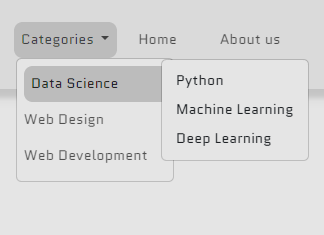 Categories Home About us
Data Science Python
Machine Learning
Web Design
Deep Learning
Web Development